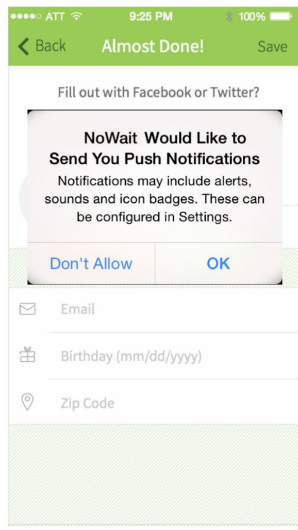 ATT 9:25 PM 100%
Back Almost Done! Save
Fill out with Facebook or Twitter?
NoWait Would Like to
Send You Push Notifications
Notifications may include alerts,
sounds and icon badges. These can
be configured in Settings.
Don't Allow OK
Email
Birthday (mm/dd/yyyy)
Zip Code